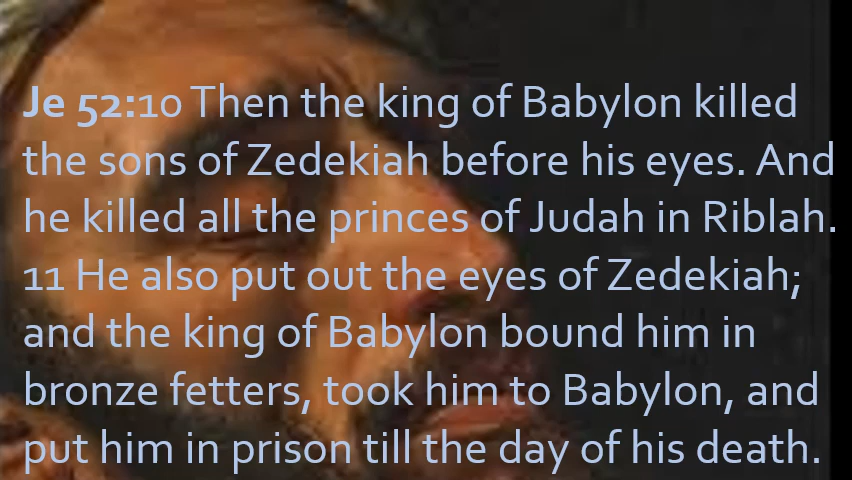 Je 52:10 Then the king of Babylon killed
the sons of Zedekiah before his eyes. And
he killed all the princes of Judah in Riblah.
11 He also put out the eyes of Zedekiah;
and the king of Babylon bound him in
bronze fetters, took him to Babylon, and
put him in prison till the day of his death.